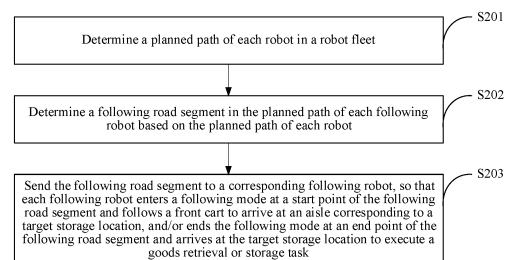 S201
Determine a planned path of each robot in a robot fleet
S202
Determine a following road segment in the planned path of each following
robot based on the planned path of each robot
S203
Send the following road segment to a corresponding following robot, so that
each following robot enters a following mode at a start point of the following
road segment and follows a front cart to arrive at an aisle corresponding to a
target storage location, and/or ends the following mode at an end point of the
following road segment and arrives at the target storage location to execute a
goods retrieval or storage task